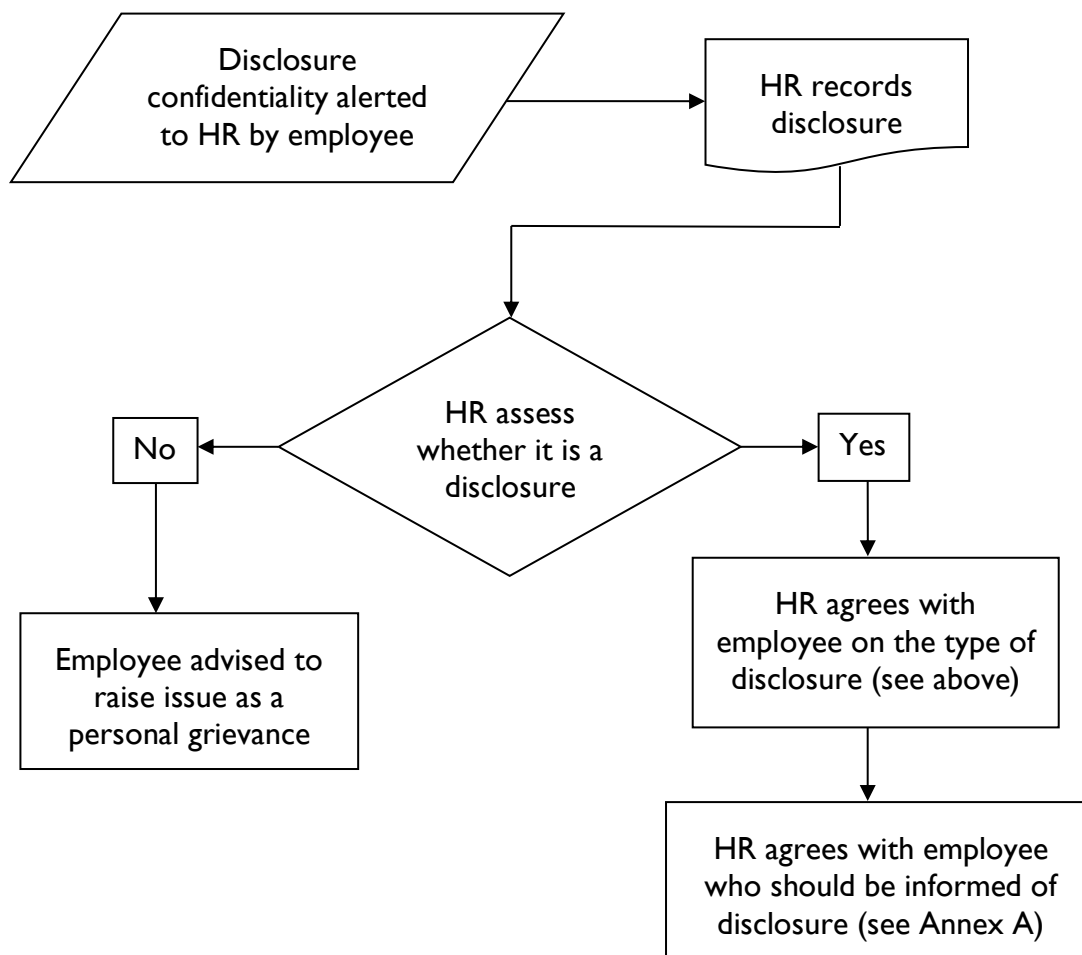 Disclosure
confidentiality alerted
to HR by employee
HR records
disclosure
HR assess
whether it is a
disclosure
No
Yes
Employee advised to
raise issue as a
personal grievance
HR agrees with
employee on the type of
disclosure (see above)
HR agrees with employee
who should be informed of
disclosure (see Annex A)